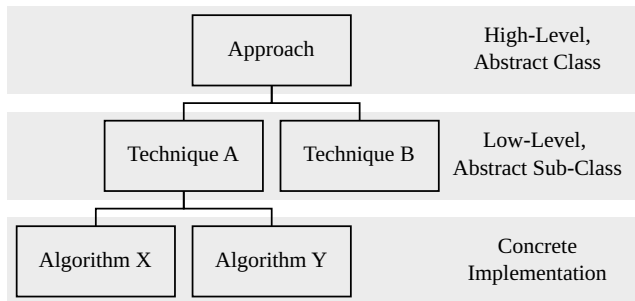 Approach
High-Level,
Abstract Class
Technique A
Technique B
Low-Level,
Abstract Sub-Class
Algorithm X
Algorithm Y
Concrete
Implementation